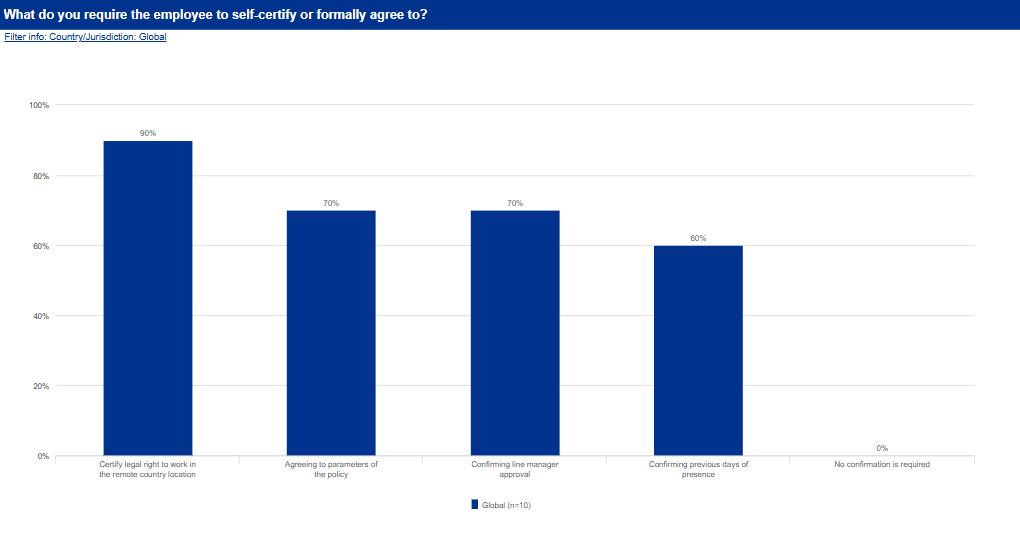 What do you require the employee to self-certify or formally agree to?
Filter info: Country/Jurisdiction: Global
100%
80%
60%
40%
20%
0%
90%
70%
70%
60%
0%
Certify legal right to work in
the remote country location
Agreeing to parameters of
the policy
Confirming line manager
approval
Confirming previous days of
presence
No confirmation is required
Global (n=10)